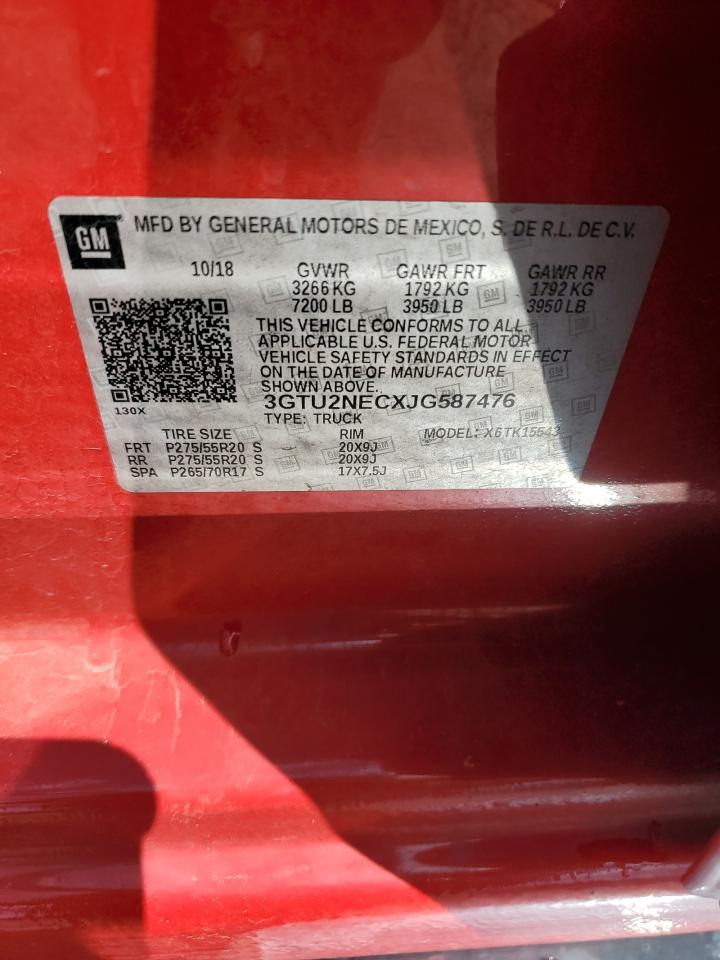 GM
MFD BY GENERAL MOTORS DE MEXICO, S. DE R.L. DE C.V.
10/18 GVWR GAWR FRT GAWR RR
3266 KG 1792 KG 1792 KG
7200 LB 3950 LB 3950 LB
THIS VEHICLE CONFORMS TO ALL
APPLICABLE U.S. FEDERAL MOTOR
VEHICLE SAFETY STANDARDS IN EFFECT
ON THE DATE OF MANUFACTURE
SHOWN ABOVE.
3GTU2NECXJG587476
130X TYPE: TRUCK
TIRE SIZE RIM MODEL: X6TK15543
FRT P275/55R20 S 20X9J
RR P275/55R20 S 20X9J
SPA P265/70R17 S 17X7.5J